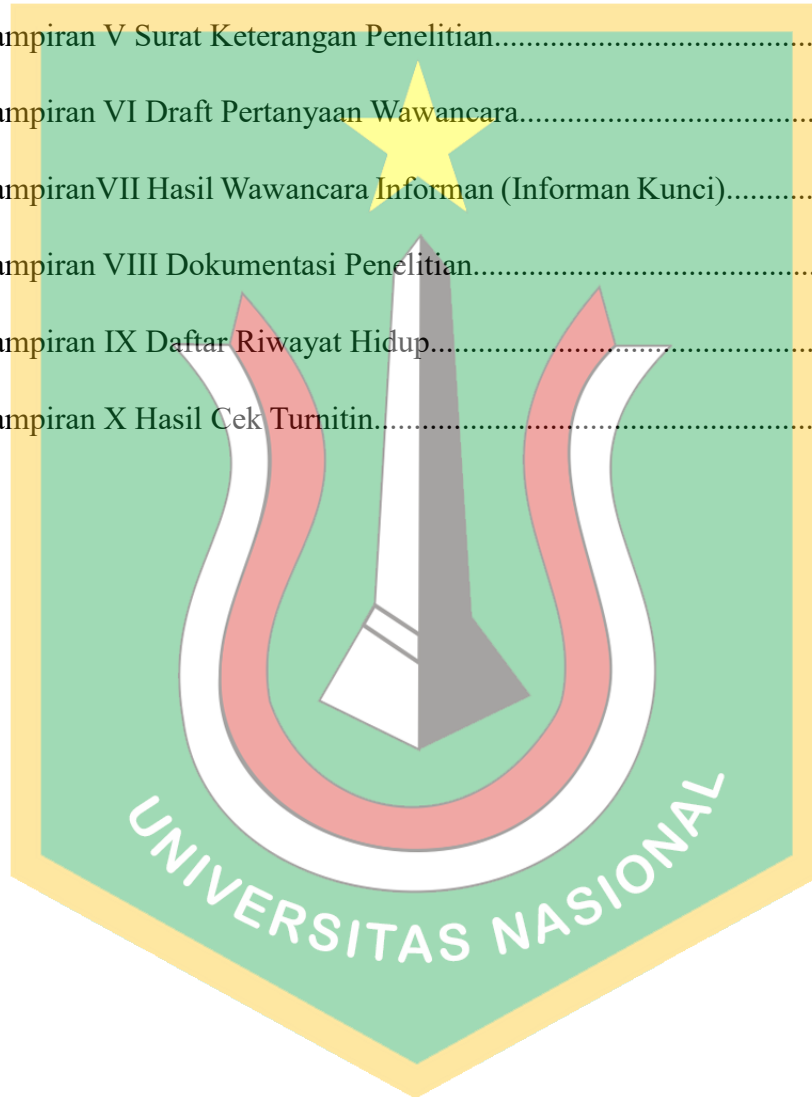 ampiran V Surat Keterangan Penelitian........................................
ampiran VI Draft Pertanyaan Wawancara.....................................
ampiranVII Hasil Wawancara Informan (Informan Kunci)...........
ampiran VIII Dokumentasi Penelitian..........................................
ampiran IX Daftar Riwayat Hidup...............................................
ampiran X Hasil Cek Turnitin......................................................
UNIVERSITAS NASIONAL